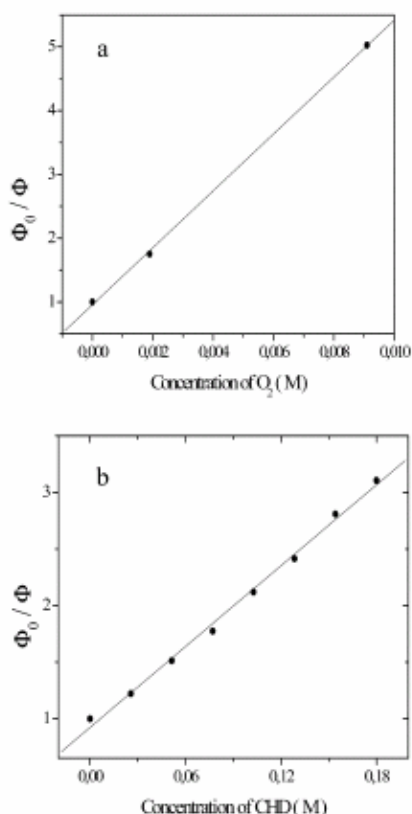 a
5
4
3
2
1
Φ₀ / Φ
0,000 0,002 0,004 0,006 0,008 0,010
Concentration of O₂ ( M )
b
3
2
1
Φ₀ / Φ
0,00 0,06 0,12 0,18
Concentration of CHD ( M )